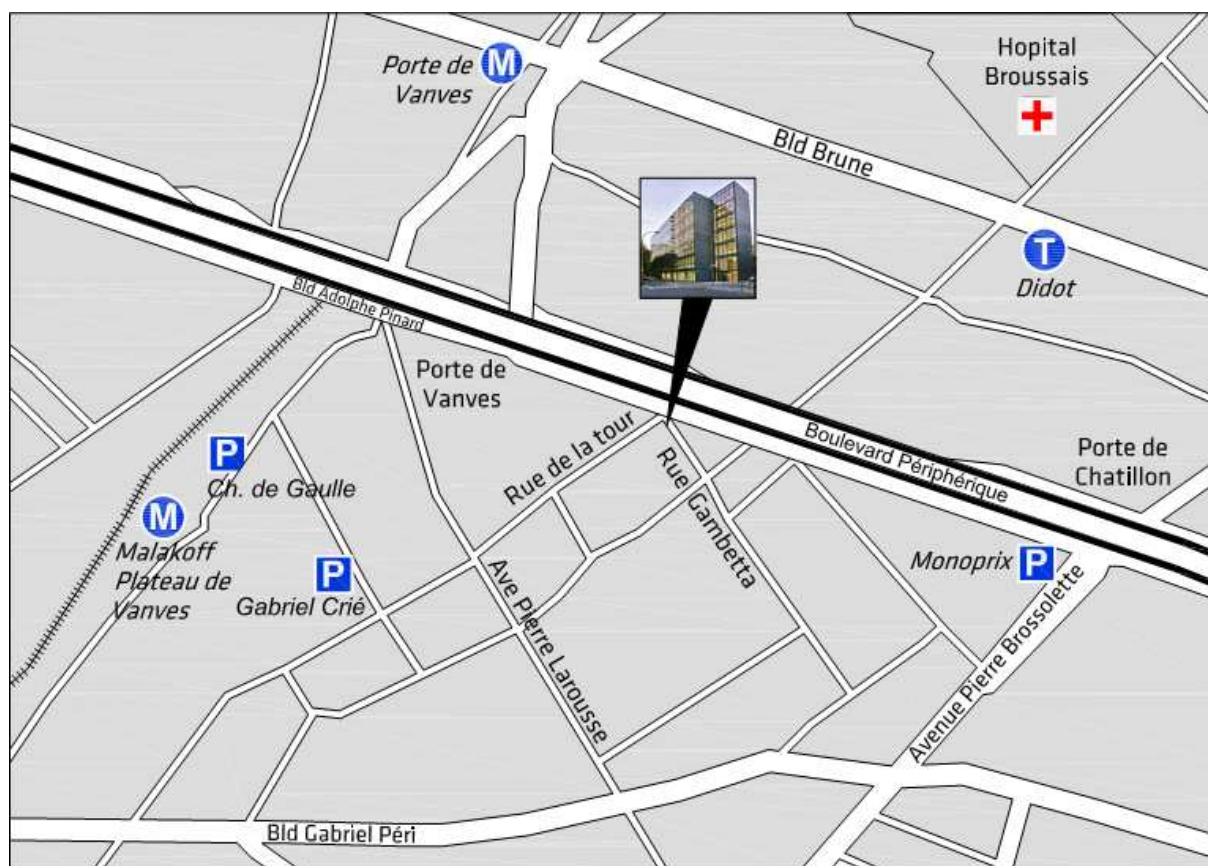 Porte de
Vanves
M
Hopital
Broussais
Bld Brune
T
Didot
Bld Adolphe Pinard
Porte de
Vanves
Boulevard Périphérique
Porte de
Chatillon
Rue de la tour
Rue Gambetta
P
Ch. de Gaulle
M
Malakoff
Plateau de
Vanves
P
Gabriel Crié
Ave Pierre Larousse
Monoprix P
Avenue Pierre Brossolette
Bld Gabriel Péri